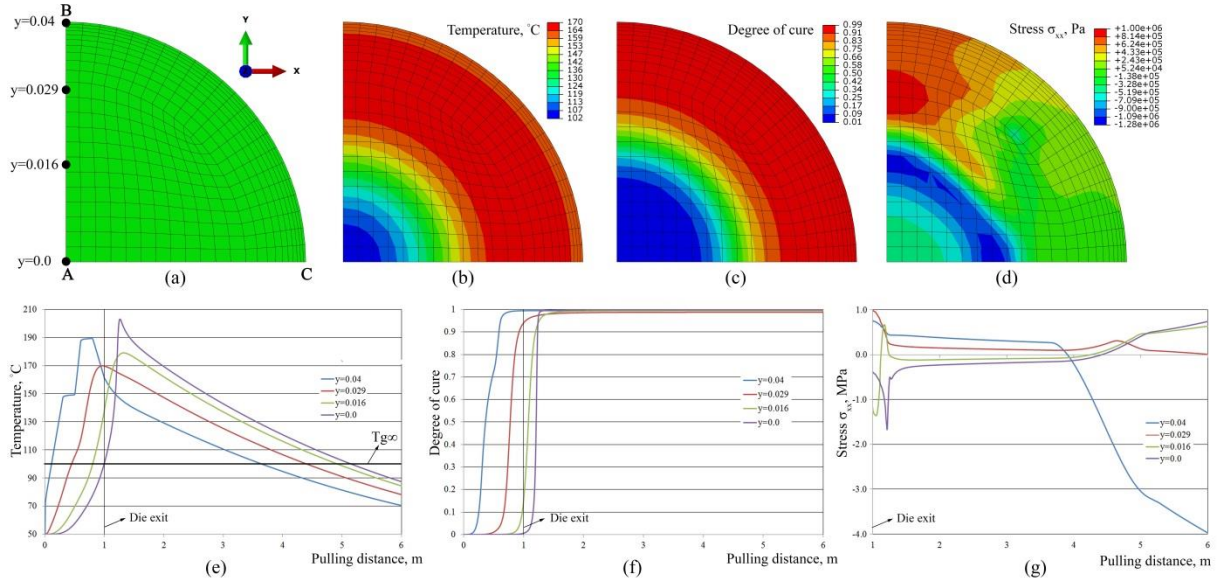 B
y=0.04
y=0.029
y=0.016
y=0.0
A
C
Y
X
(a)
Temperature, °C
170
164
159
153
147
142
136
130
124
119
113
107
102
(b)
Degree of cure
0.99
0.91
0.83
0.75
0.67
0.58
0.50
0.42
0.34
0.25
0.17
0.09
0.01
(c)
Stress σxx, Pa
+1.00e+06
+8.14e+05
+6.24e+05
+4.33e+05
+2.43e+05
+5.24e+04
-1.38e+05
-3.28e+05
-5.19e+05
-7.09e+05
-9.00e+05
-1.09e+06
-1.28e+06
(d)
Temperature, °C
210
190
170
150
130
110
90
70
50
y=0.04
y=0.029
y=0.016
y=0.0
Tg∞
Die exit
0 1 2 3 4 5 6
Pulling distance, m
(e)
Degree of cure
1
0.9
0.8
0.7
0.6
0.5
0.4
0.3
0.2
0.1
0
y=0.04
y=0.029
y=0.016
y=0.0
Die exit
0 1 2 3 4 5 6
Pulling distance, m
(f)
Stress σxx, MPa
1.0
0.0
-1.0
-2.0
-3.0
-4.0
y=0.04
y=0.029
y=0.016
y=0.0
Die exit
1 2 3 4 5 6
Pulling distance, m
(g)